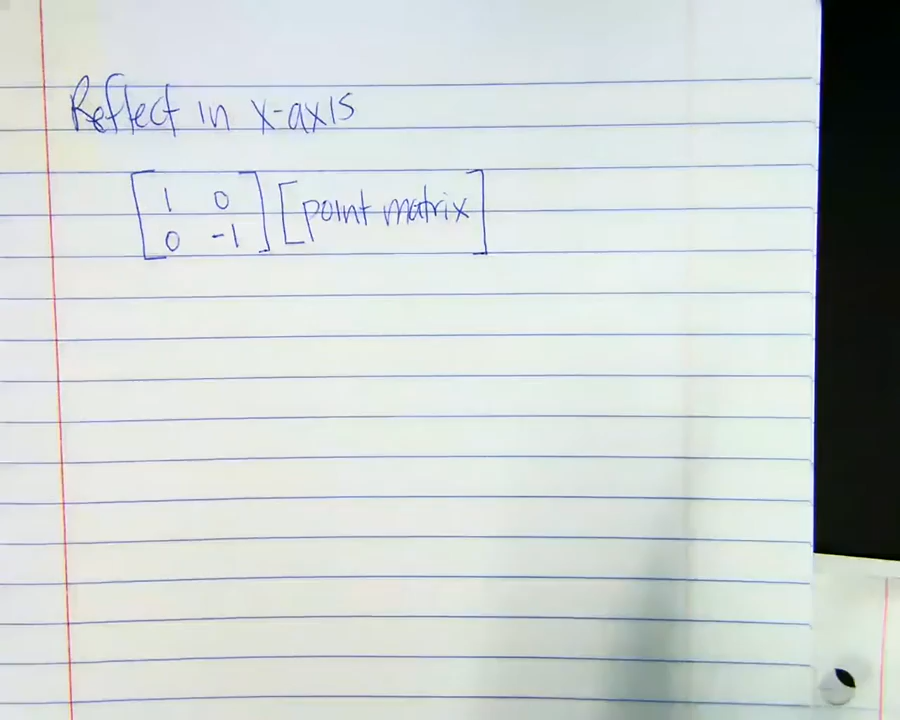 Reflect in x-axis
[1 0
0 -1] [point matrix]